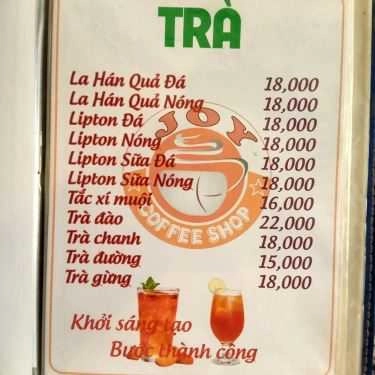 TRÀ
La Hán Quả Đá 18,000
La Hán Quả Nóng 18,000
Lipton Đá 18,000
Lipton Nóng 18,000
Lipton Sữa Đá 18,000
Lipton Sữa Nóng 18,000
Tắc xí muội 16,000
Trà đào 22,000
Trà chanh 18,000
Trà đường 15,000
Trà gừng 18,000
JOY
COFFEE SHOP
Khởi sáng tạo
Bước thành công